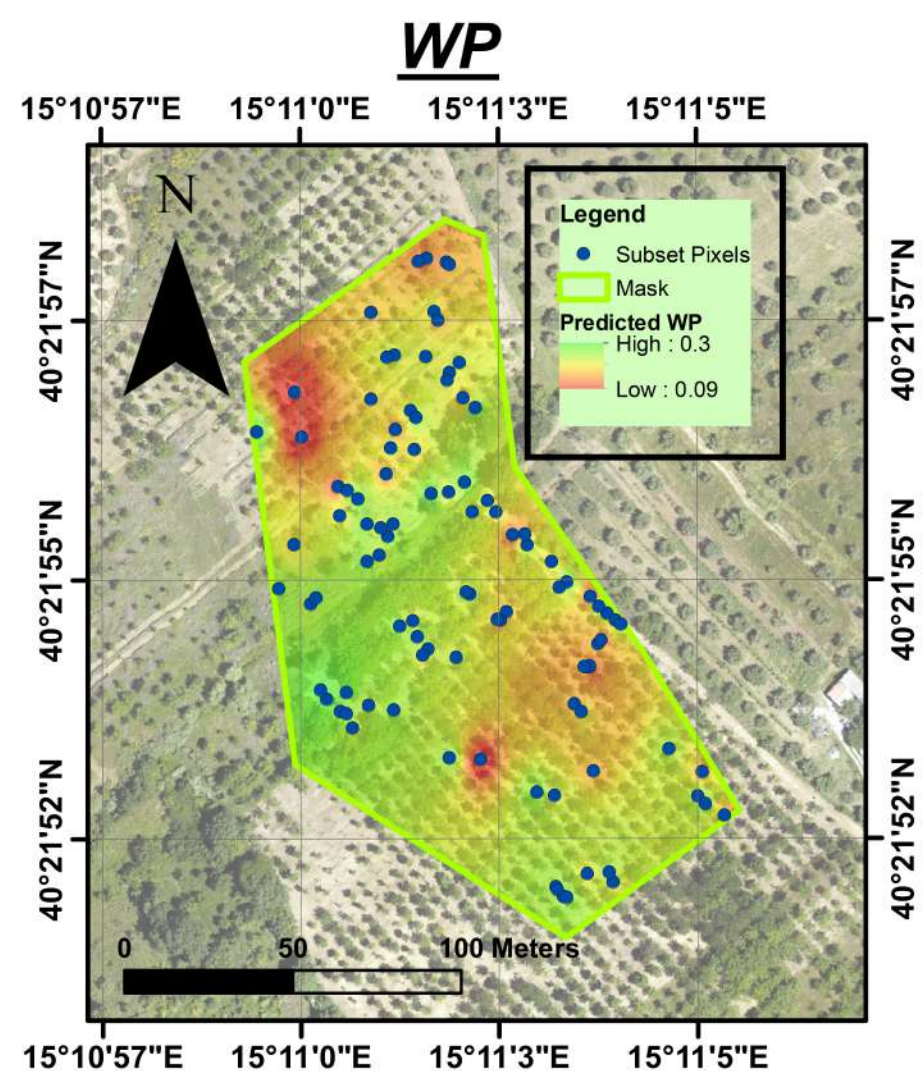 WP
15°10'57"E 15°11'0"E 15°11'3"E 15°11'5"E
N
Legend
Subset Pixels
Mask
Predicted WP
High : 0.3
Low : 0.09
40°21'57"N 40°21'57"N
40°21'55"N 40°21'55"N
40°21'52"N 40°21'52"N
0 50 100 Meters
15°10'57"E 15°11'0"E 15°11'3"E 15°11'5"E